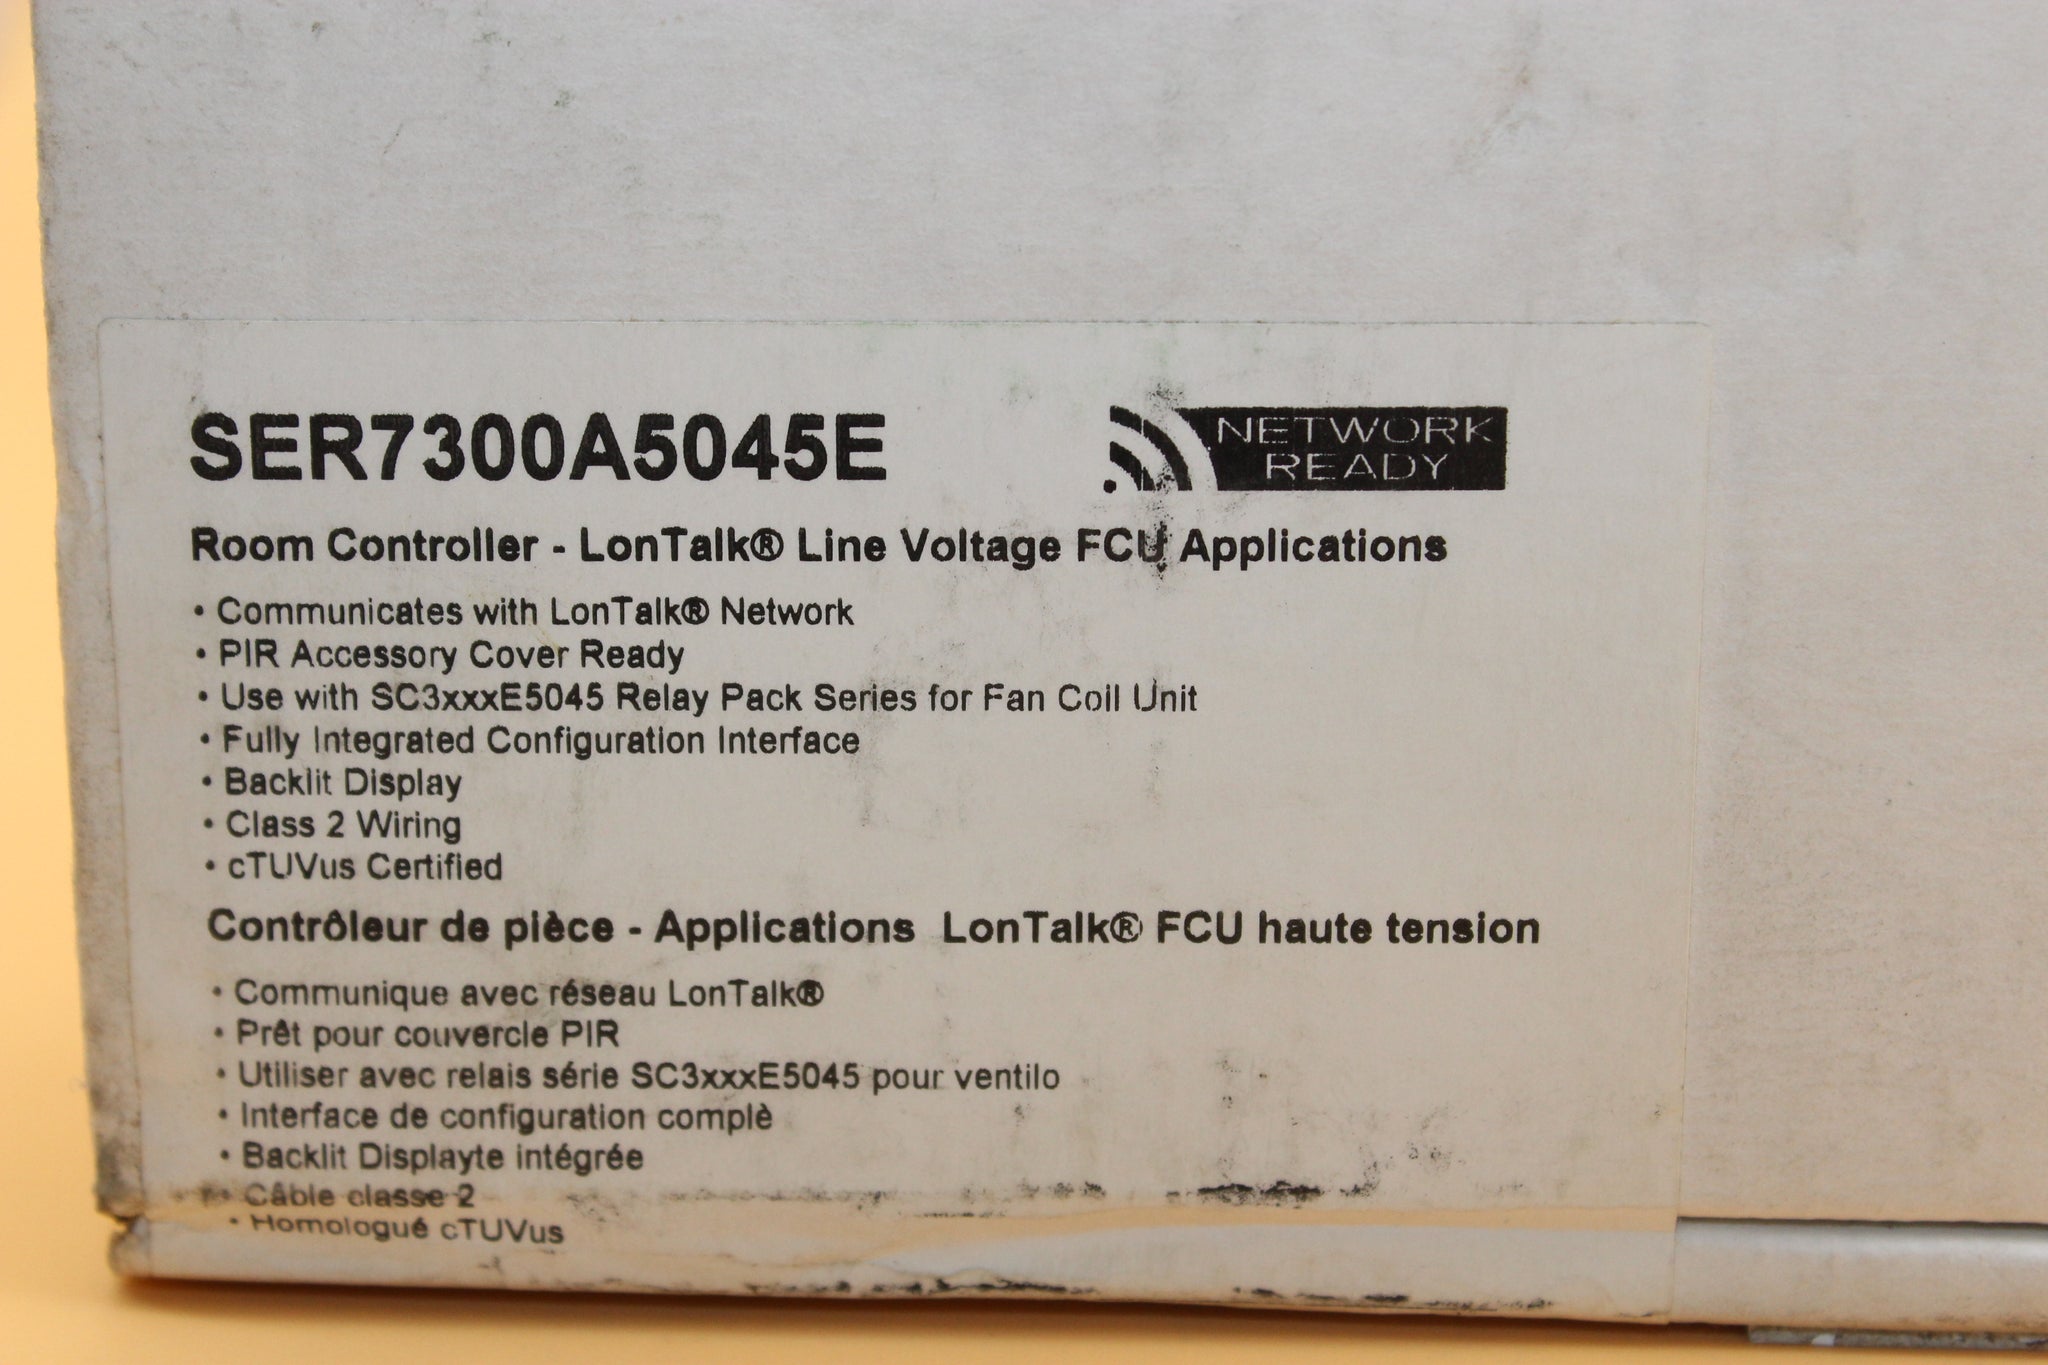 SER7300A5045E
NETWORK
READY
Room Controller - LonTalk® Line Voltage FCU Applications
• Communicates with LonTalk® Network
• PIR Accessory Cover Ready
• Use with SC3xxxE5045 Relay Pack Series for Fan Coil Unit
• Fully Integrated Configuration Interface
• Backlit Display
• Class 2 Wiring
• cTUVus Certified
Contrôleur de pièce - Applications LonTalk® FCU haute tension
• Communique avec réseau LonTalk®
• Prêt pour couvercle PIR
• Utiliser avec relais série SC3xxxE5045 pour ventilo
• Interface de configuration complè
• Backlit Displayte intégrée
• Câble classe 2
• Homologué cTUVus